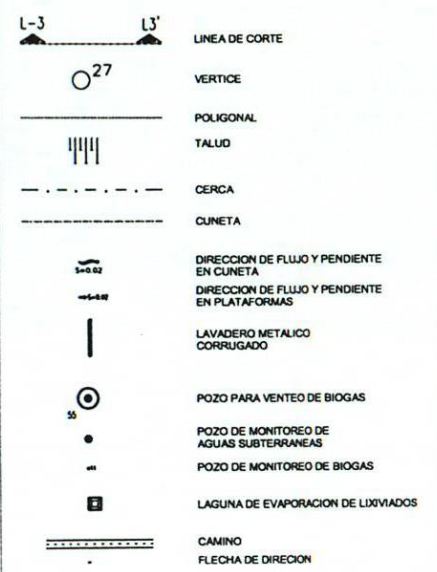 L-3 L3'
LINEA DE CORTE
27
VERTICE
POLIGONAL
TALUD
CERCA
CUNETA
S=0.02
DIRECCION DE FLUJO Y PENDIENTE
EN CUNETA
S=0.02
DIRECCION DE FLUJO Y PENDIENTE
EN PLATAFORMAS
LAVADERO METALICO
CORRUGADO
55
POZO PARA VENTEO DE BIOGAS
POZO DE MONITOREO DE
AGUAS SUBTERRANEAS
POZO DE MONITOREO DE BIOGAS
LAGUNA DE EVAPORACION DE LIXIVIADOS
CAMINO
FLECHA DE DIRECION